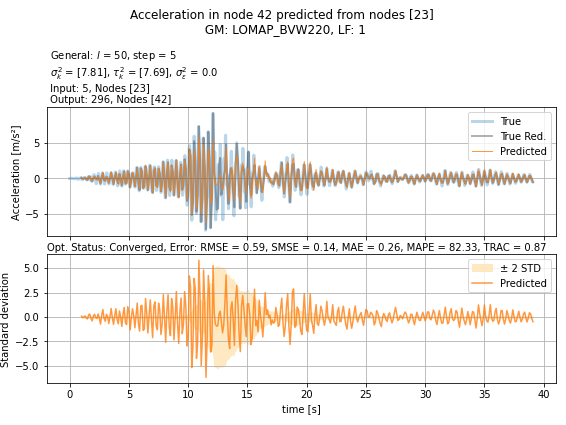 Acceleration in node 42 predicted from nodes [23]
GM: LOMAP_BVW220, LF: 1
General: l = 50, step = 5
σ²ₖ = [7.81], τ²ₖ = [7.69], σ²_ε = 0.0
Input: 5, Nodes [23]
Output: 296, Nodes [42]
Acceleration [m/s²]
5
0
−5
True
True Red.
Predicted
Opt. Status: Converged, Error: RMSE = 0.59, SMSE = 0.14, MAE = 0.26, MAPE = 82.33, TRAC = 0.87
Standard deviation
5.0
2.5
0.0
−2.5
−5.0
± 2 STD
Predicted
0 5 10 15 20 25 30 35 40
time [s]